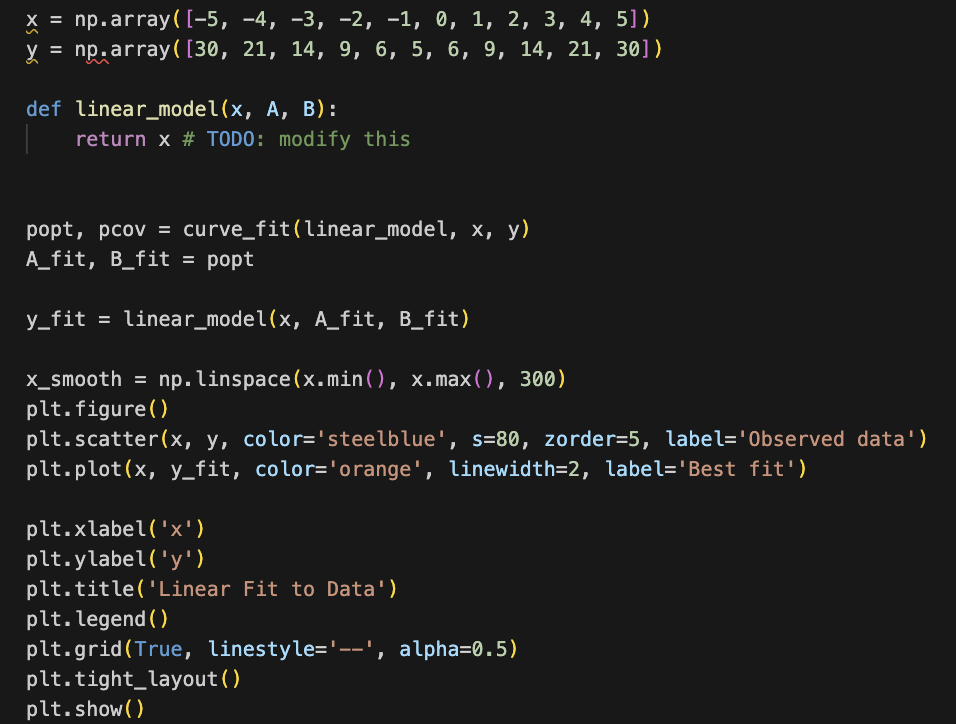 x = np.array([-5, -4, -3, -2, -1, 0, 1, 2, 3, 4, 5])
y = np.array([30, 21, 14, 9, 6, 5, 6, 9, 14, 21, 30])
def linear_model(x, A, B):
    return x # TODO: modify this
popt, pcov = curve_fit(linear_model, x, y)
A_fit, B_fit = popt
y_fit = linear_model(x, A_fit, B_fit)
x_smooth = np.linspace(x.min(), x.max(), 300)
plt.figure()
plt.scatter(x, y, color='steelblue', s=80, zorder=5, label='Observed data')
plt.plot(x, y_fit, color='orange', linewidth=2, label='Best fit')
plt.xlabel('x')
plt.ylabel('y')
plt.title('Linear Fit to Data')
plt.legend()
plt.grid(True, linestyle='--', alpha=0.5)
plt.tight_layout()
plt.show()